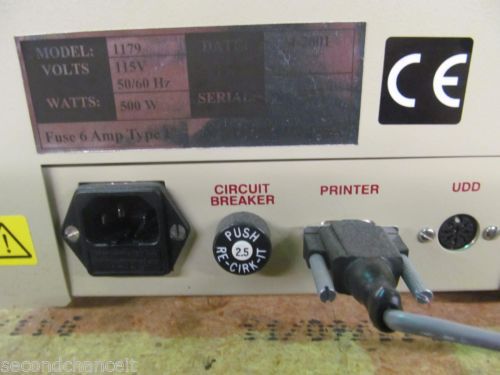 MODEL: 1179 DATE:
VOLTS 115V
50/60 Hz
WATTS: 500 W SERIAL:
Fuse 6 Amp Type
CE
CIRCUIT
BREAKER
PRINTER
UDD
PUSH
2.5
RE-CIRK-IT
secondchanceit